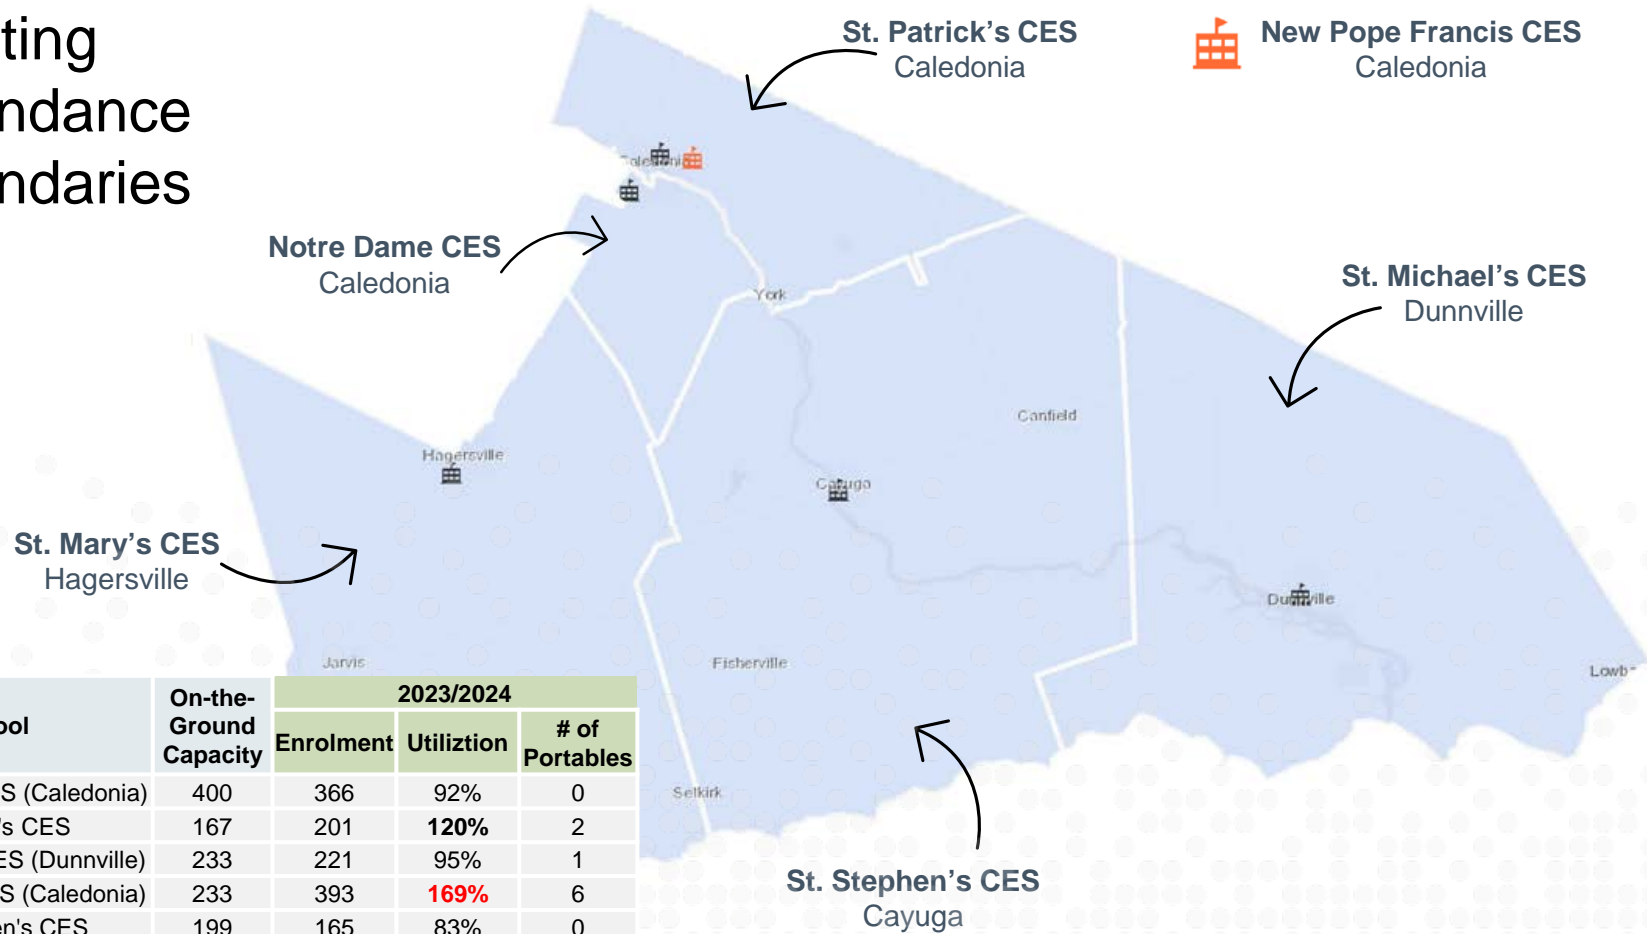 ting
ndance
ndaries
St. Patrick's CES
Caledonia
New Pope Francis CES
Caledonia
Notre Dame CES
Caledonia
York
St. Michael's CES
Dunnville
Canfield
Hagersville
Cayuga
St. Mary's CES
Hagersville
Dunnville
Jarvis
Fisherville
Lowb
ool
On-the-
Ground
Capacity
2023/2024
Enrolment
Utiliztion
# of
Portables
S (Caledonia) 400 366 92% 0
's CES 167 201 120% 2
ES (Dunnville) 233 221 95% 1
S (Caledonia) 233 393 169% 6
en's CES 199 165 83% 0
Selkirk
St. Stephen's CES
Cayuga